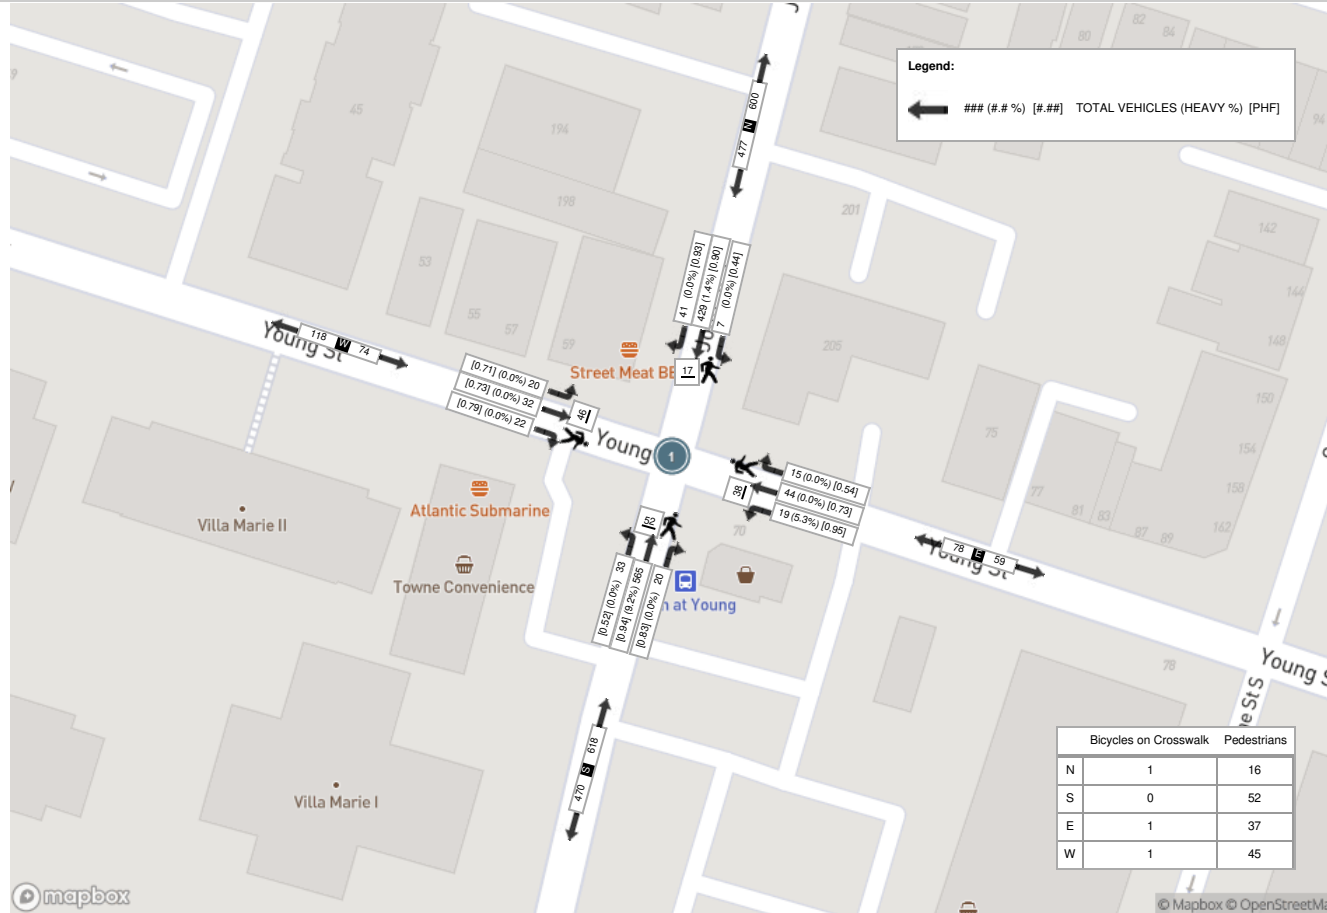 82
84
80
94
Legend:
### (#.# %) [#.##] TOTAL VEHICLES (HEAVY %) [PHF]
45
194
198
201
142
144
148
150
154
158
162
53
55
57
59
205
75
77
81
83
87
89
70
78
600
N
477
41 (0.0%) [0.93]
429 (1.4%) [0.90]
7 (0.0%) [0.44]
17
Young St
118 W 74
[0.71] (0.0%) 20
[0.73] (0.0%) 32
[0.79] (0.0%) 22
46
Street Meat BB
Young
1
38
15 (0.0%) [0.54]
44 (0.0%) [0.73]
19 (5.3%) [0.95]
Young St
78 E 59
Atlantic Submarine
Villa Marie II
Towne Convenience
52
[0.52] (0.0%) 33
[0.94] (9.2%) 565
[0.83] (0.0%) 20
n at Young
Young S
ne St S
618
S
470
Villa Marie I
Bicycles on Crosswalk Pedestrians
N 1 16
S 0 52
E 1 37
W 1 45
mapbox
© Mapbox © OpenStreetMa